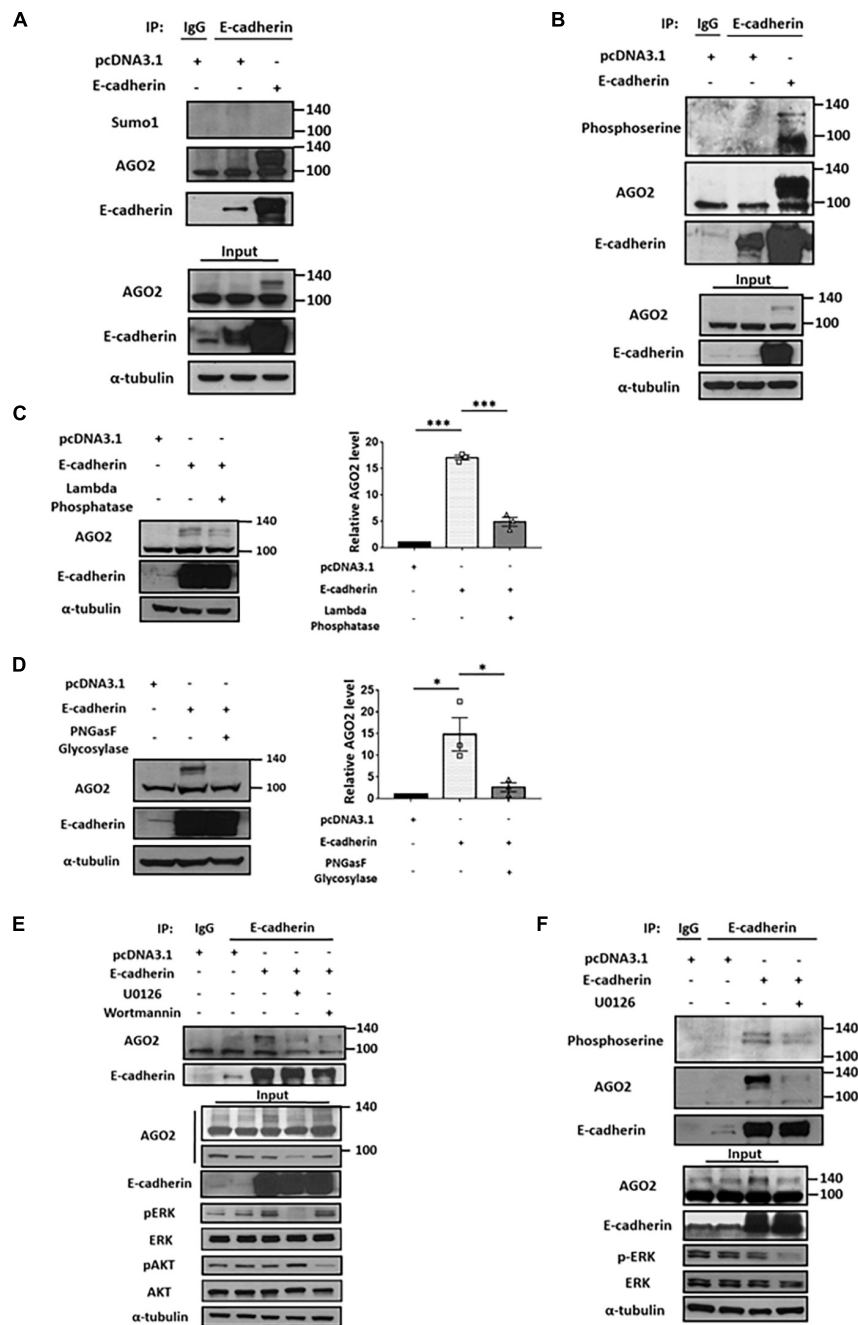 A
IP: IgG E-cadherin
pcDNA3.1 + + -
E-cadherin - - +
Sumo1 140
100
AGO2 140
100
E-cadherin
Input
AGO2 140
100
E-cadherin
α-tubulin
B
IP: IgG E-cadherin
pcDNA3.1 + + -
E-cadherin - - +
Phosphoserine 140
100
AGO2 140
100
E-cadherin
Input
AGO2 140
100
E-cadherin
α-tubulin
C
pcDNA3.1 + - -
E-cadherin - + +
Lambda
Phosphatase - - +
AGO2 140
100
E-cadherin
α-tubulin
*** ***
Relative AGO2 level
20
15
10
5
0
pcDNA3.1 + - -
E-cadherin - + +
Lambda
Phosphatase - - +
D
pcDNA3.1 + - -
E-cadherin - + +
PNGasF
Glycosylase - - +
AGO2 140
100
E-cadherin
α-tubulin
* *
Relative AGO2 level
25
20
15
10
5
0
pcDNA3.1 + - -
E-cadherin - + +
PNGasF
Glycosylase - - +
E
IP: IgG E-cadherin
pcDNA3.1 + + - - -
E-cadherin - - + + +
U0126 - - - + -
Wortmannin - - - - +
AGO2 140
100
E-cadherin
Input
AGO2 140
100
E-cadherin
pERK
ERK
pAKT
AKT
α-tubulin
F
IP: IgG E-cadherin
pcDNA3.1 + + - -
E-cadherin - - + +
U0126 - - - +
Phosphoserine 140
100
AGO2 140
100
E-cadherin
Input
AGO2 140
100
E-cadherin
p-ERK
ERK
α-tubulin